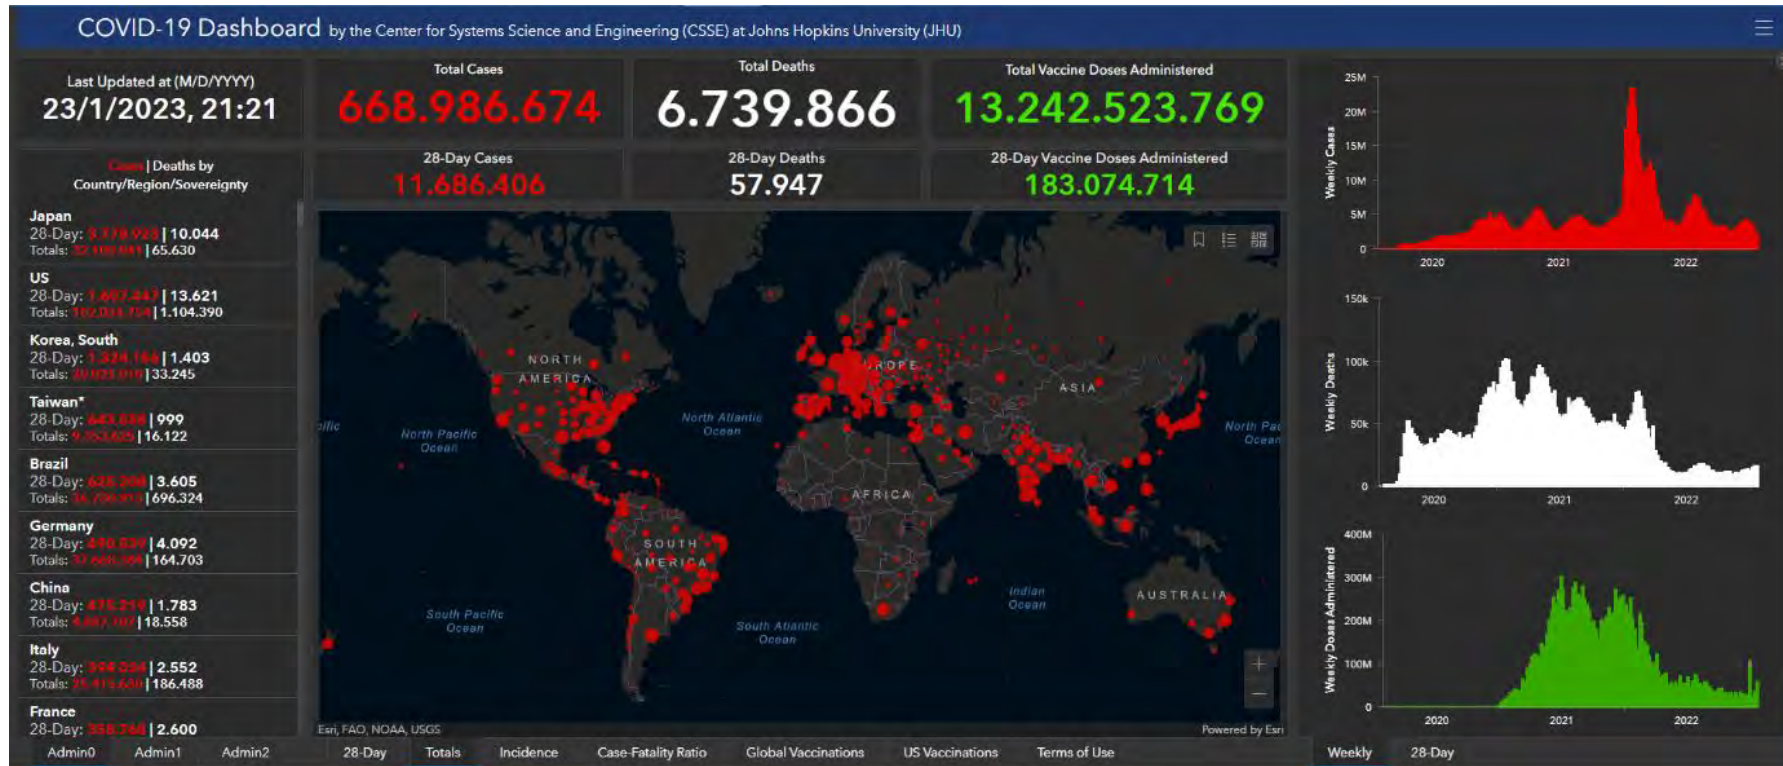 COVID-19 Dashboard by the Center for Systems Science and Engineering (CSSE) at Johns Hopkins University (JHU)
Last Updated at (M/D/YYYY)
23/1/2023, 21:21
Total Cases
668.986.674
Total Deaths
6.739.866
Total Vaccine Doses Administered
13.242.523.769
28-Day Cases
11.686.406
28-Day Deaths
57.947
28-Day Vaccine Doses Administered
183.074.714
Cases | Deaths by
Country/Region/Sovereignty
Japan
28-Day: | 10.044
Totals: | 65.630
US
28-Day: | 13.621
Totals: | 1.104.390
Korea, South
28-Day: | 1.403
Totals: | 33.245
Taiwan*
28-Day: | 999
Totals: | 16.122
Brazil
28-Day: | 3.605
Totals: | 696.324
Germany
28-Day: | 4.092
Totals: | 164.703
China
28-Day: | 1.783
Totals: | 18.558
Italy
28-Day: | 2.552
Totals: | 186.488
France
28-Day: | 2.600
Admin0 Admin1 Admin2
NORTH
AMERICA
EUROPE
ASIA
North Atlantic
Ocean
North Pacific
Ocean
North Pac
Ocean
AFRICA
SOUTH
AMERICA
Indian
Ocean
AUSTRALIA
South Pacific
Ocean
South Atlantic
Ocean
+
−
Esri, FAO, NOAA, USGS
Powered by Esri
28-Day Totals Incidence Case-Fatality Ratio Global Vaccinations US Vaccinations Terms of Use
Weekly Cases
25M
20M
15M
10M
5M
0
2020 2021 2022
Weekly Deaths
150k
100k
50k
0
2020 2021 2022
Weekly Doses Administered
400M
300M
200M
100M
0
2020 2021 2022
Weekly 28-Day